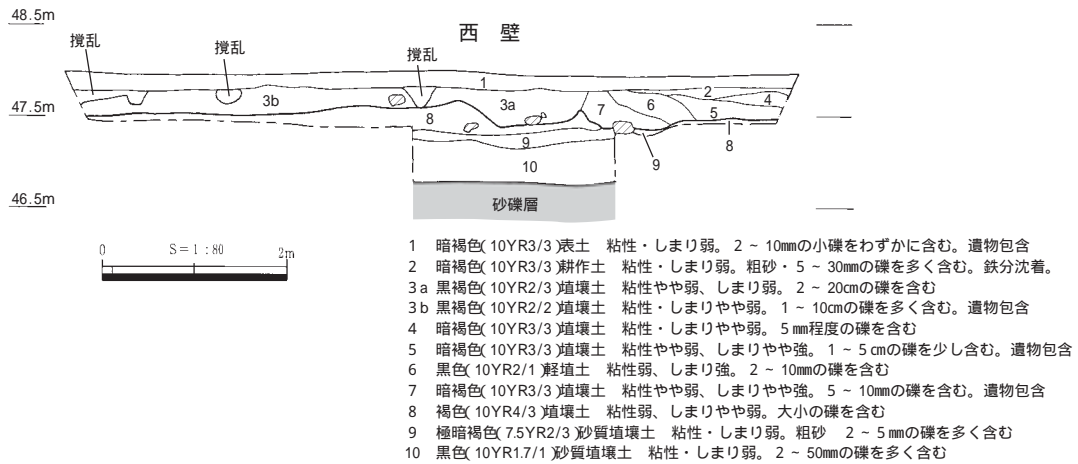 48.5m
西 壁
撹乱
撹乱
撹乱
47.5m
1
2
3b
3a
7
6
4
5
8
9
10
9
8
46.5m
砂礫層
0 S=1:80 2m
1 暗褐色(10YR3/3)表土 粘性・しまり弱。2~10㎜の小礫をわずかに含む。遺物包含
2 暗褐色(10YR3/3)耕作土 粘性・しまり弱。粗砂・5~30㎜の礫を多く含む。鉄分沈着。
3a 黒褐色(10YR2/3)埴壌土 粘性やや弱、しまり弱。2~20㎝の礫を含む
3b 黒褐色(10YR2/2)埴壌土 粘性・しまりやや弱。1~10㎝の礫を多く含む。遺物包含
4 暗褐色(10YR3/3)埴壌土 粘性・しまりやや弱。5㎜程度の礫を含む
5 暗褐色(10YR3/3)埴壌土 粘性やや弱、しまりやや強。1~5㎝の礫を少し含む。遺物包含
6 黒色(10YR2/1)軽埴土 粘性弱、しまり強。2~10㎜の礫を含む
7 暗褐色(10YR3/3)埴壌土 粘性やや弱、しまりやや強。5~10㎜の礫を含む。遺物包含
8 褐色(10YR4/3)埴壌土 粘性弱、しまりやや弱。大小の礫を含む
9 極暗褐色(7.5YR2/3)砂質埴壌土 粘性・しまり弱。粗砂 2~5㎜の礫を多く含む
10 黒色(10YR1.7/1)砂質埴壌土 粘性・しまり弱。2~50㎜の礫を多く含む